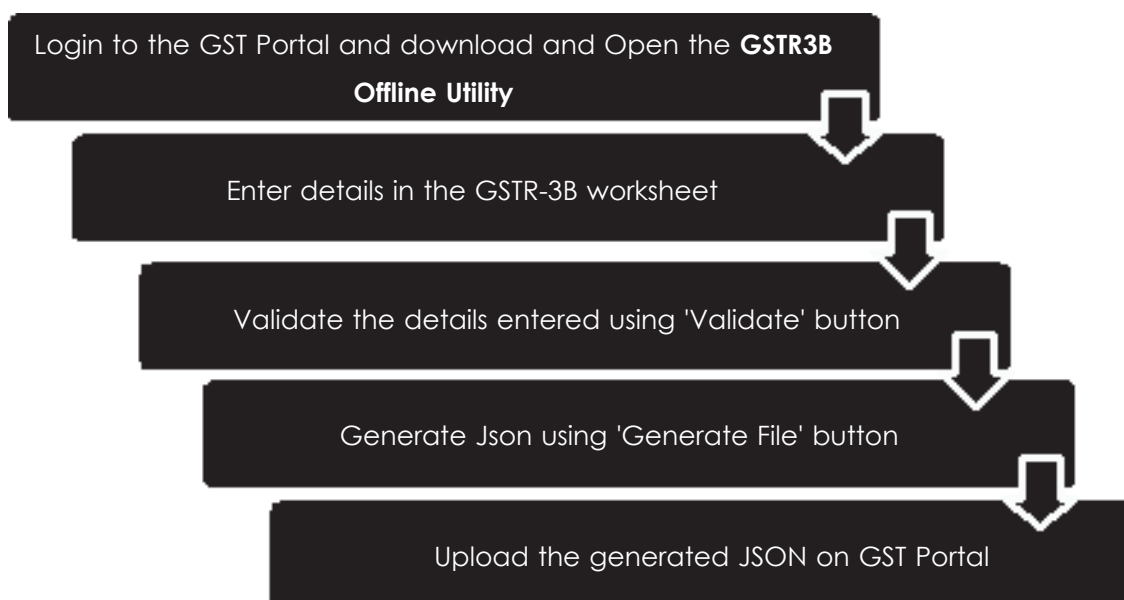 Login to the GST Portal and download and Open the GSTR3B
Offline Utility
Enter details in the GSTR-3B worksheet
Validate the details entered using 'Validate' button
Generate Json using 'Generate File' button
Upload the generated JSON on GST Portal